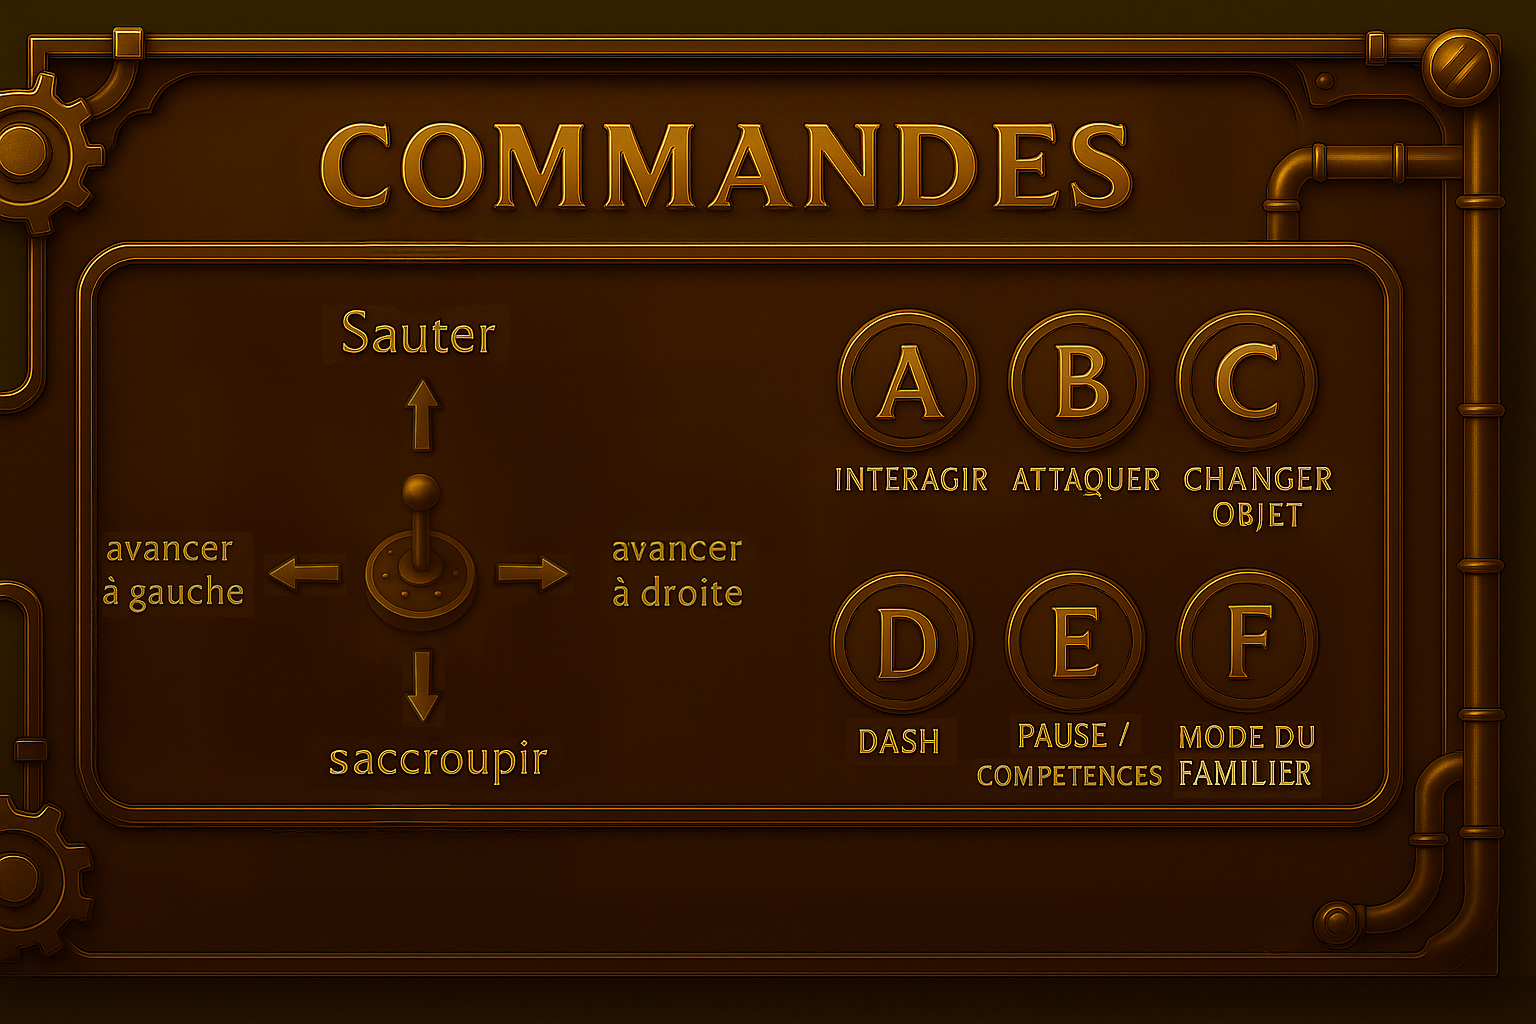 COMMANDES
Sauter
avancer
à gauche
avancer
à droite
saccroupir
A
B
C
INTERAGIR
ATTAQUER
CHANGER
OBJET
D
E
F
DASH
PAUSE /
COMPETENCES
MODE DU
FAMILIER